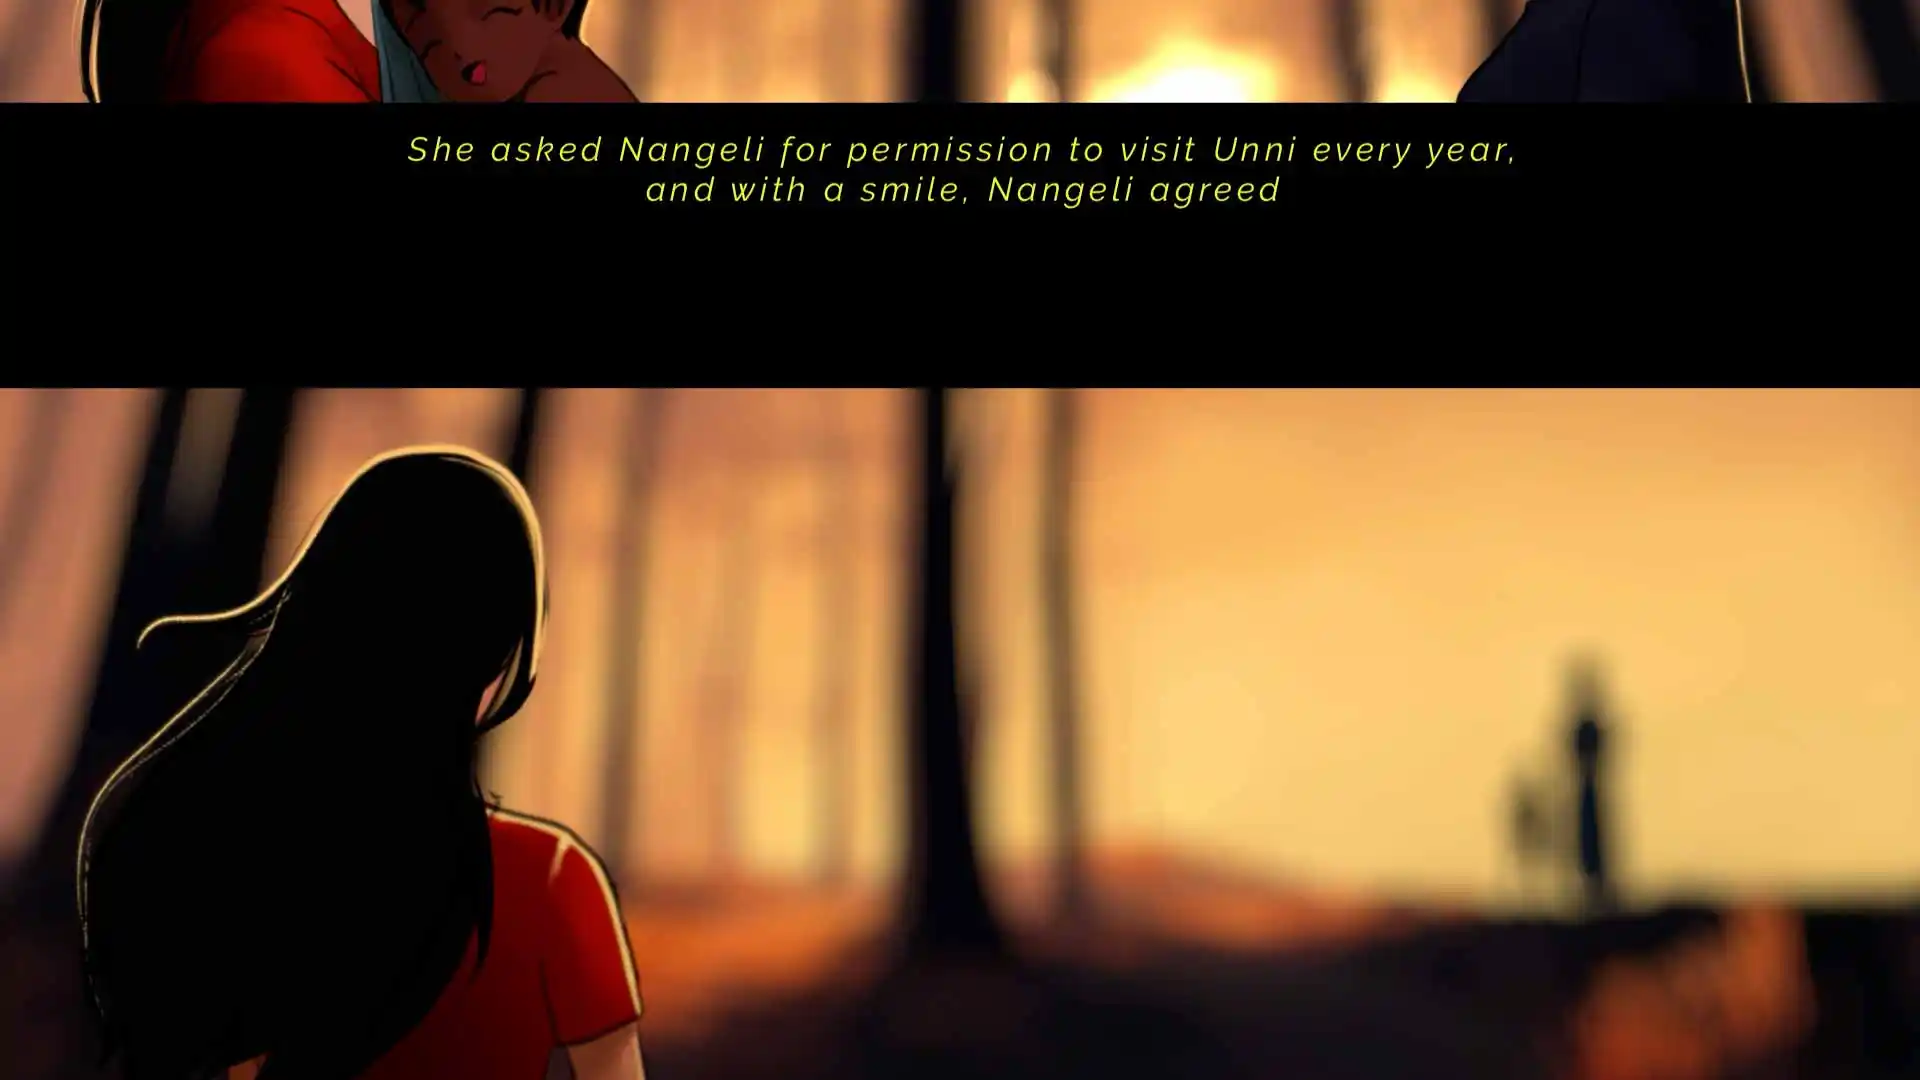 She asked Nangeli for permission to visit Unni every year,
and with a smile, Nangeli agreed